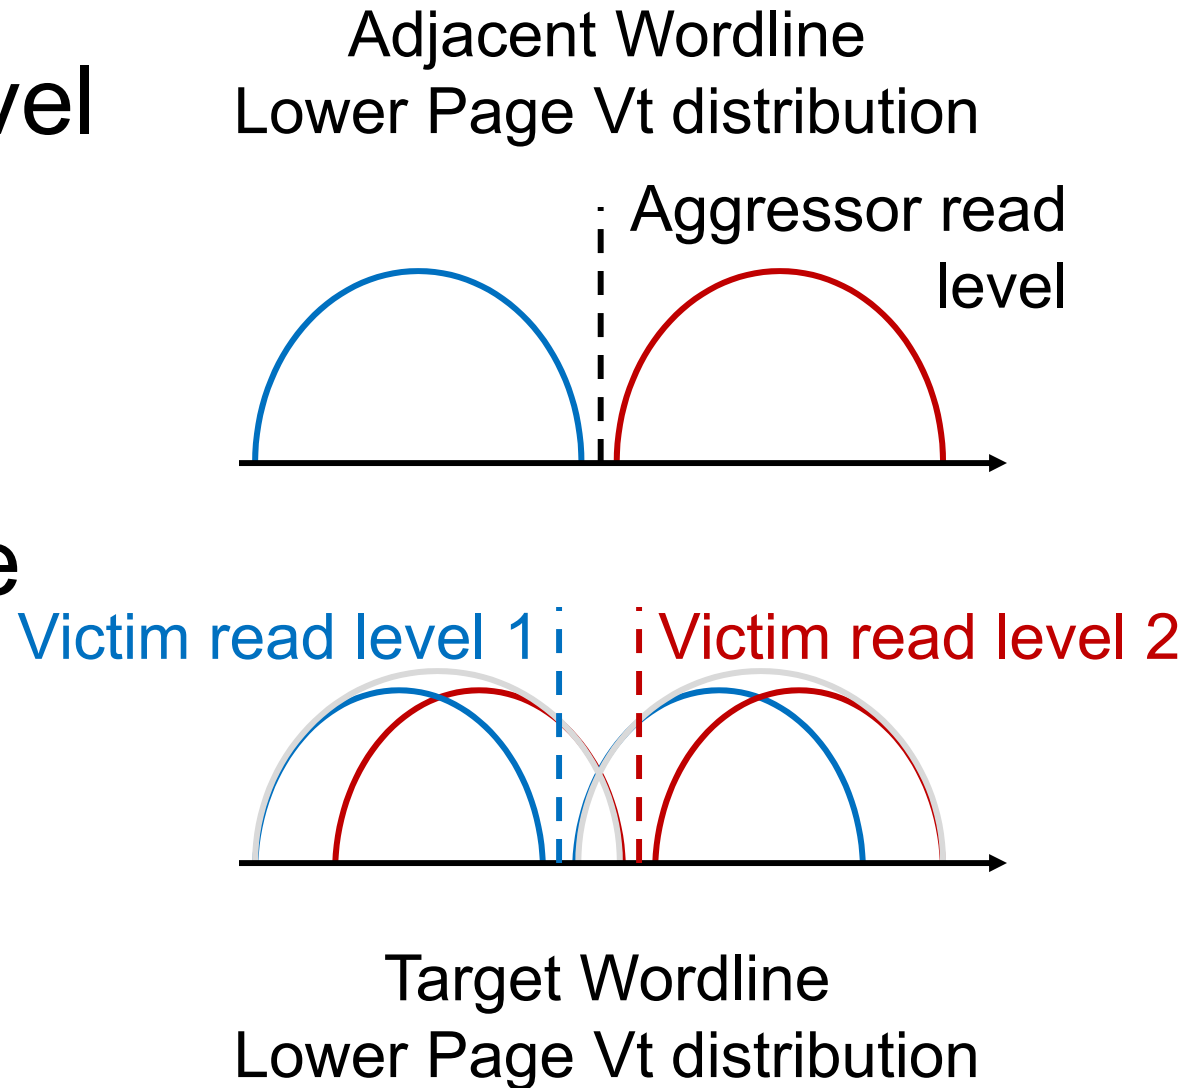 Adjacent Wordline
Lower Page Vt distribution
Aggressor read
level
Victim read level 1
Victim read level 2
Target Wordline
Lower Page Vt distribution